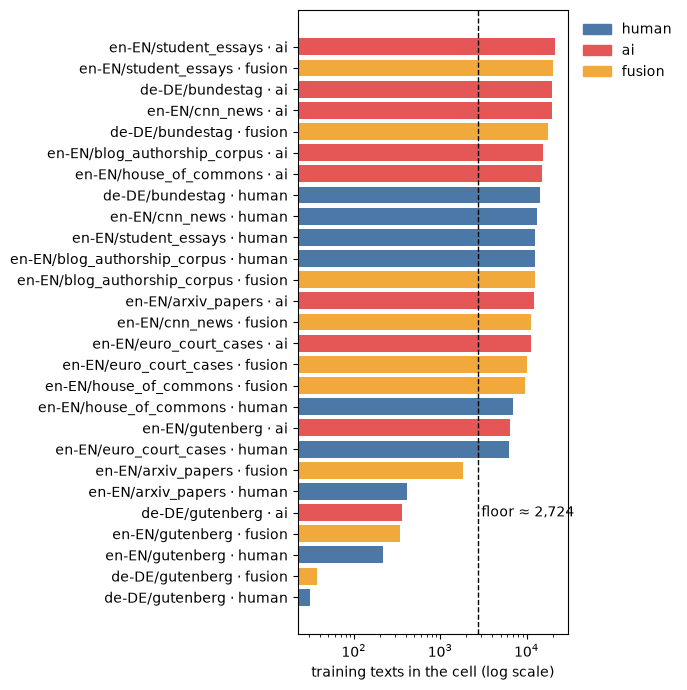 en-EN/student_essays · ai
en-EN/student_essays · fusion
de-DE/bundestag · ai
en-EN/cnn_news · ai
de-DE/bundestag · fusion
en-EN/blog_authorship_corpus · ai
en-EN/house_of_commons · ai
de-DE/bundestag · human
en-EN/cnn_news · human
en-EN/student_essays · human
en-EN/blog_authorship_corpus · human
en-EN/blog_authorship_corpus · fusion
en-EN/arxiv_papers · ai
en-EN/cnn_news · fusion
en-EN/euro_court_cases · ai
en-EN/euro_court_cases · fusion
en-EN/house_of_commons · fusion
en-EN/house_of_commons · human
en-EN/gutenberg · ai
en-EN/euro_court_cases · human
en-EN/arxiv_papers · fusion
en-EN/arxiv_papers · human
de-DE/gutenberg · ai
en-EN/gutenberg · fusion
en-EN/gutenberg · human
de-DE/gutenberg · fusion
de-DE/gutenberg · human
floor ≈ 2,724
10² 10³ 10⁴
training texts in the cell (log scale)
human
ai
fusion